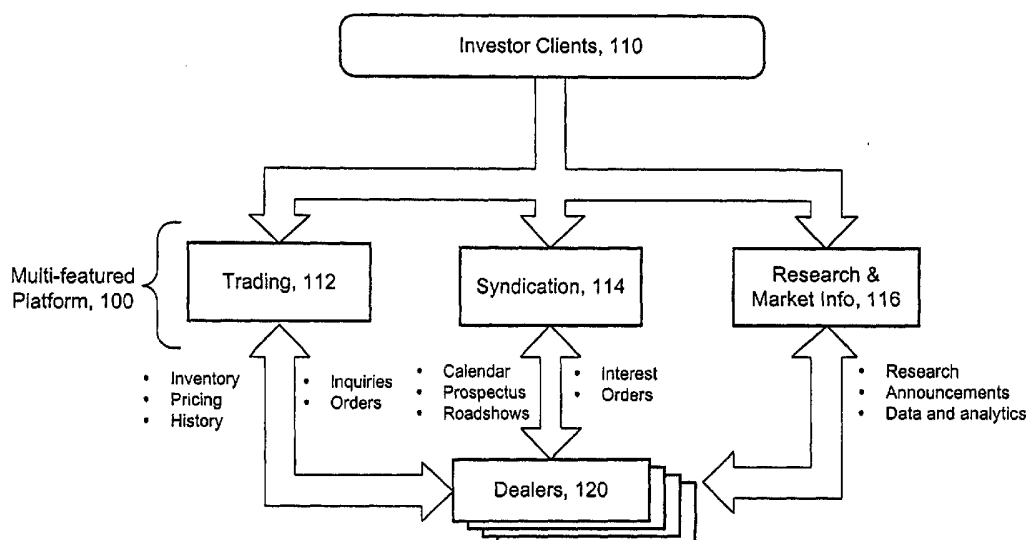 Investor Clients, 110
Multi-featured
Platform, 100
Trading, 112
Syndication, 114
Research &
Market Info, 116
• Inventory
• Pricing
• History
• Inquiries
• Orders
• Calendar
• Prospectus
• Roadshows
• Interest
• Orders
• Research
• Announcements
• Data and analytics
Dealers, 120